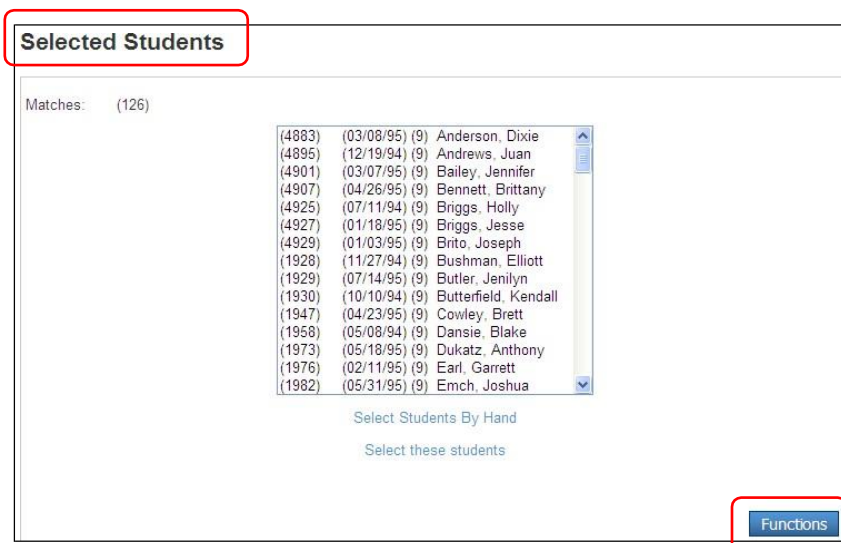 Selected Students
Matches: (126)
(4883) (03/08/95) (9) Anderson, Dixie
(4895) (12/19/94) (9) Andrews, Juan
(4901) (03/07/95) (9) Bailey, Jennifer
(4907) (04/26/95) (9) Bennett, Brittany
(4925) (07/11/94) (9) Briggs, Holly
(4927) (01/18/95) (9) Briggs, Jesse
(4929) (01/03/95) (9) Brito, Joseph
(1928) (11/27/94) (9) Bushman, Elliott
(1929) (07/14/95) (9) Butler, Jenilyn
(1930) (10/10/94) (9) Butterfield, Kendall
(1947) (04/23/95) (9) Cowley, Brett
(1958) (05/08/94) (9) Dansie, Blake
(1973) (05/18/95) (9) Dukatz, Anthony
(1976) (02/11/95) (9) Earl, Garrett
(1982) (05/31/95) (9) Emch, Joshua
Select Students By Hand
Select these students
Functions